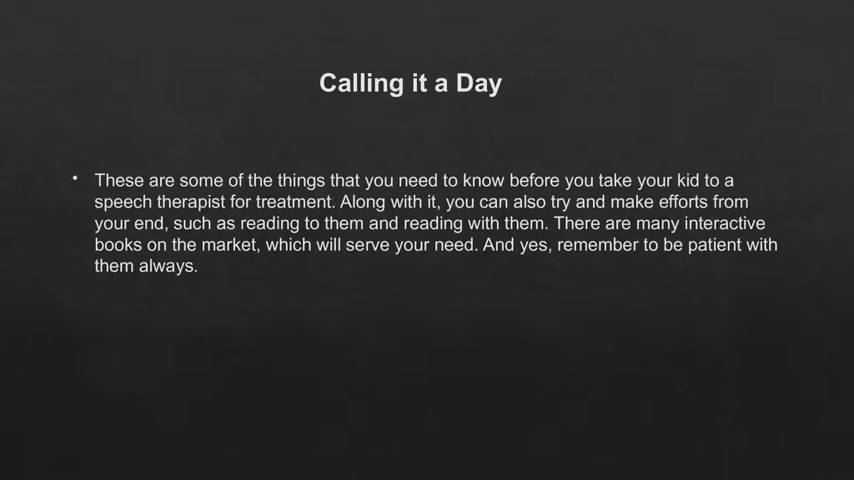 Calling it a Day
• These are some of the things that you need to know before you take your kid to a
speech therapist for treatment. Along with it, you can also try and make efforts from
your end, such as reading to them and reading with them. There are many interactive
books on the market, which will serve your need. And yes, remember to be patient with
them always.